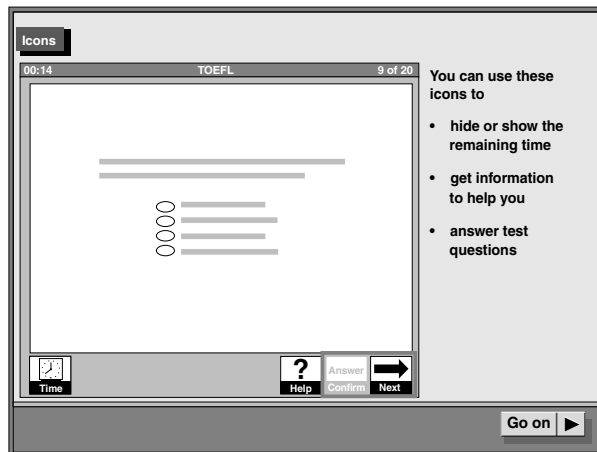 Icons
00:14 TOEFL 9 of 20
You can use these
icons to
• hide or show the
remaining time
• get information
to help you
• answer test
questions
Time
? Help
Answer Confirm
Next
Go on